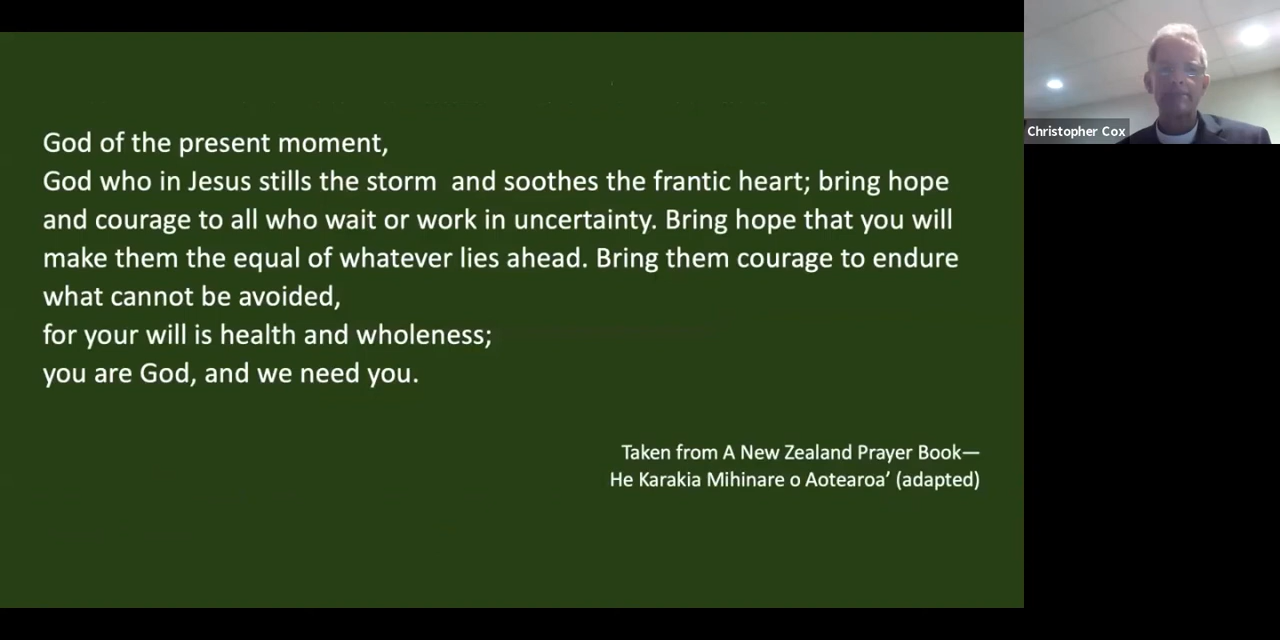 God of the present moment,
God who in Jesus stills the storm  and soothes the frantic heart; bring hope
and courage to all who wait or work in uncertainty. Bring hope that you will
make them the equal of whatever lies ahead. Bring them courage to endure
what cannot be avoided,
for your will is health and wholeness;
you are God, and we need you.
Taken from A New Zealand Prayer Book—
He Karakia Mihinare o Aotearoa’ (adapted)
Christopher Cox